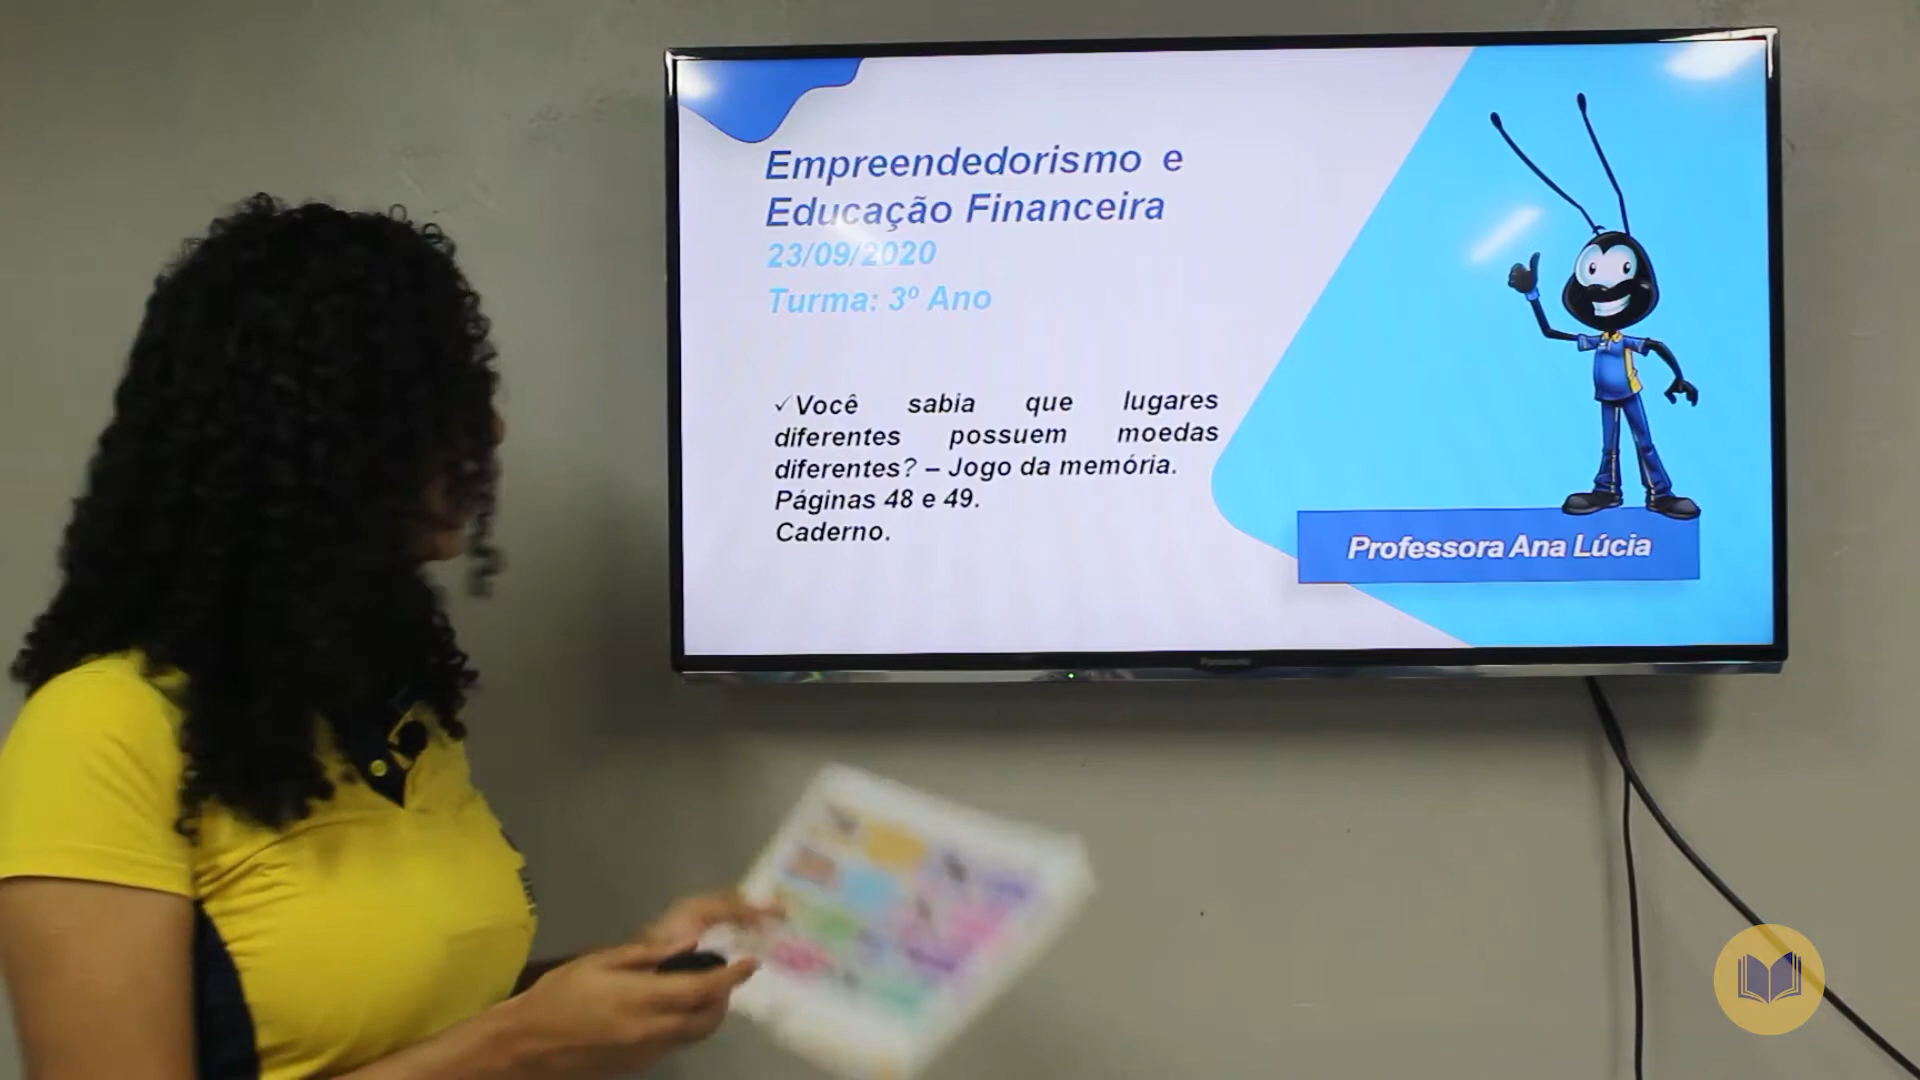 Empreendedorismo e
Educação Financeira
23/09/2020
Turma: 3º Ano
✓Você sabia que lugares
diferentes possuem moedas
diferentes? – Jogo da memória.
Páginas 48 e 49.
Caderno.
Professora Ana Lúcia
Panasonic